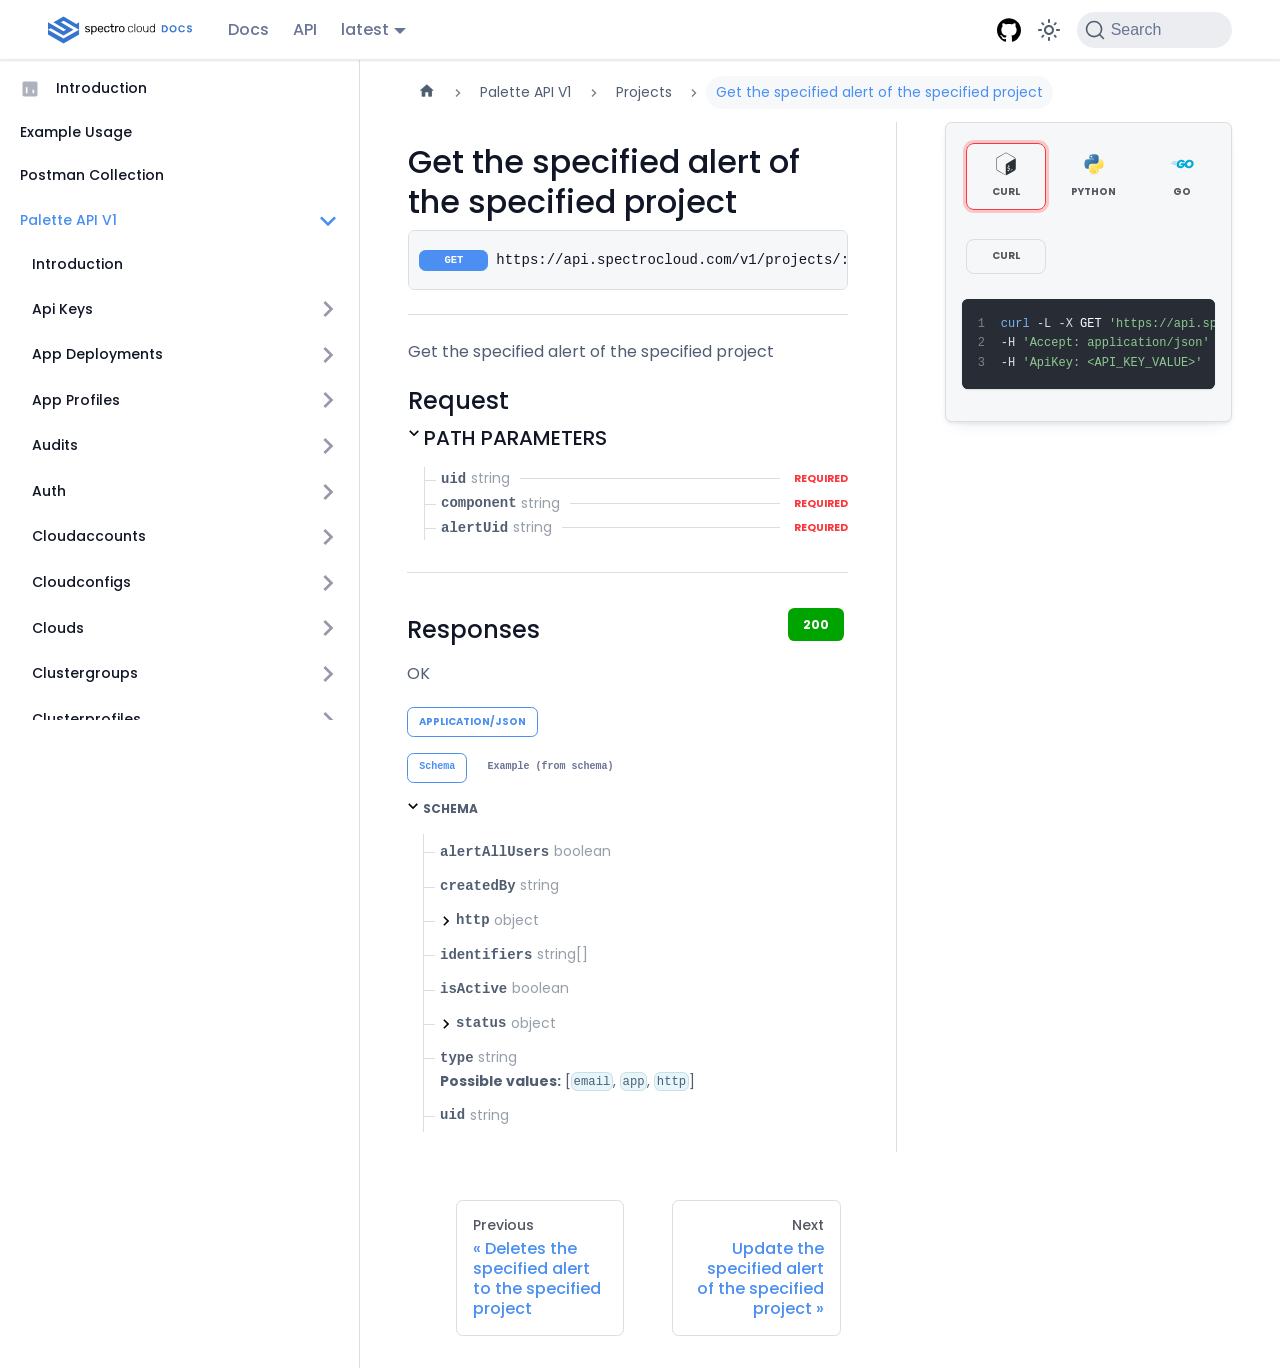 spectro cloud DOCS
Docs
API
latest
Search
Introduction
Example Usage
Postman Collection
Palette API V1
Introduction
Api Keys
App Deployments
App Profiles
Audits
Auth
Cloudaccounts
Cloudconfigs
Clouds
Clustergroups
Clusterprofiles
Palette API V1
Projects
Get the specified alert of the specified project
Get the specified alert of
the specified project
GET https://api.spectrocloud.com/v1/projects/:
Get the specified alert of the specified project
Request
PATH PARAMETERS
uid string REQUIRED
component string REQUIRED
alertUid string REQUIRED
Responses
200
OK
APPLICATION/JSON
Schema
Example (from schema)
SCHEMA
alertAllUsers boolean
createdBy string
http object
identifiers string[]
isActive boolean
status object
type string
Possible values: [email, app, http]
uid string
CURL
PYTHON
GO
CURL
1 curl -L -X GET 'https://api.sp
2 -H 'Accept: application/json'
3 -H 'ApiKey: <API_KEY_VALUE>'
Previous
« Deletes the
specified alert
to the specified
project
Next
Update the
specified alert
of the specified
project »